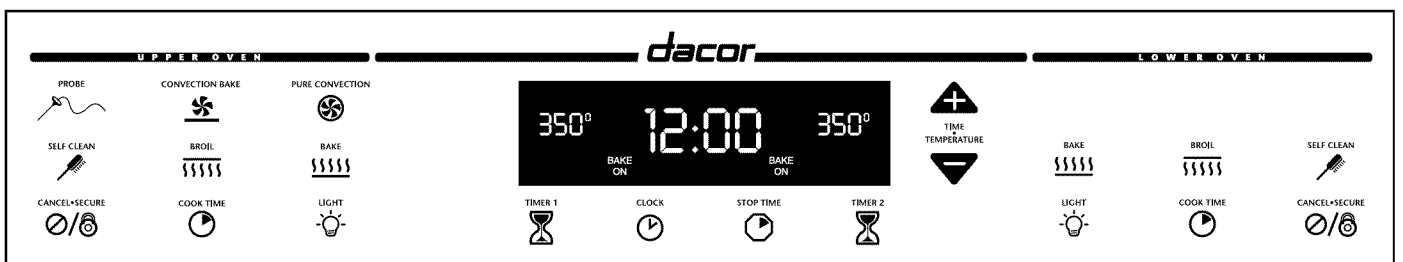 dacor
UPPER OVEN
LOWER OVEN
PROBE
CONVECTION BAKE
PURE CONVECTION
SELF CLEAN
BROIL
BAKE
CANCEL•SECURE
COOK TIME
LIGHT
350°
12:00
350°
BAKE
ON
BAKE
ON
TIMER 1
CLOCK
STOP TIME
TIMER 2
+
TIME
•
TEMPERATURE
−
BAKE
BROIL
SELF CLEAN
LIGHT
COOK TIME
CANCEL•SECURE